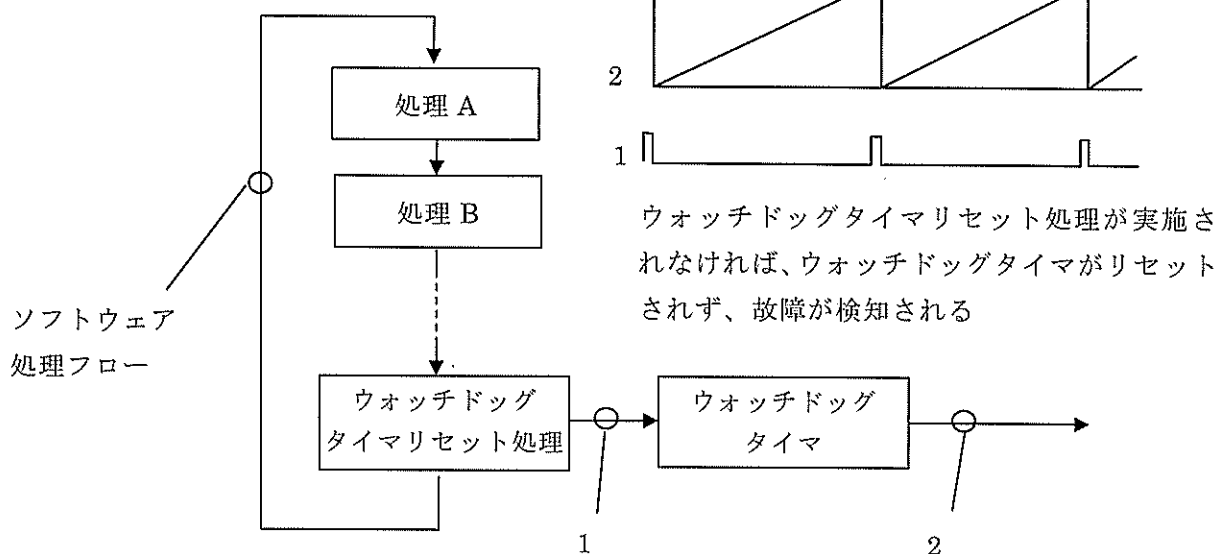 処理 A
処理 B
ソフトウェア
処理フロー
ウォッチドッグ
タイマリセット処理
ウォッチドッグ
タイマ
1
2
2
1
ウォッチドッグタイマリセット処理が実施さ
れなければ、ウォッチドッグタイマがリセット
されず、故障が検知される